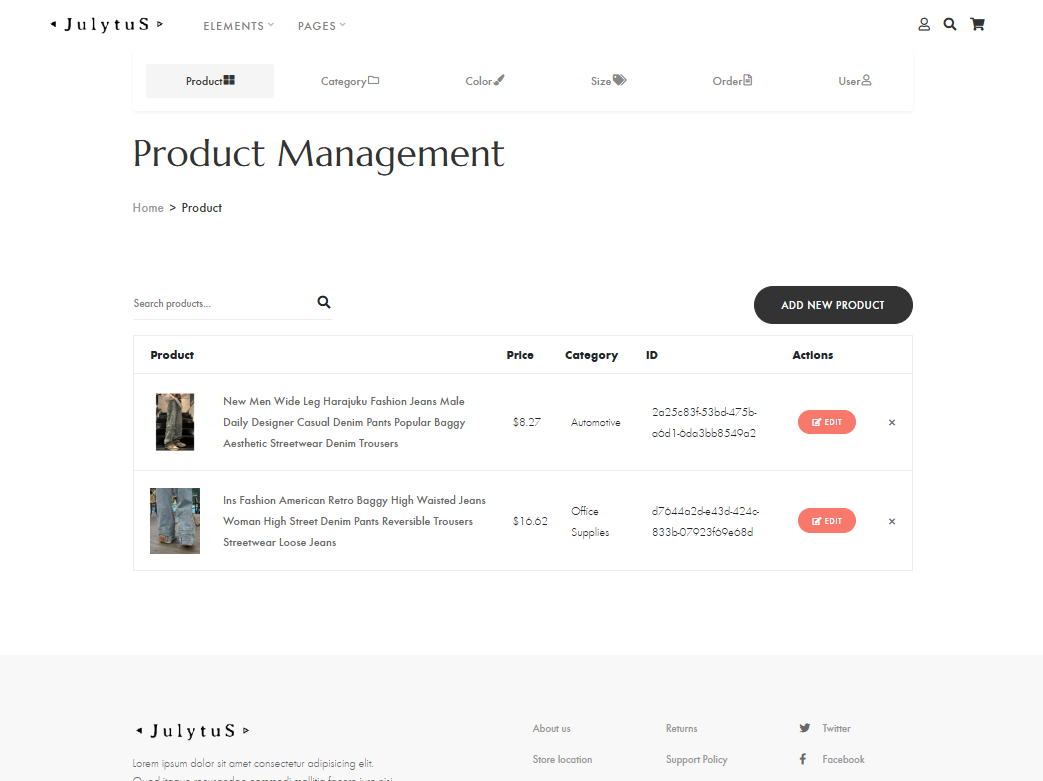 JulytuS
ELEMENTS
PAGES
Product
Category
Color
Size
Order
User
Product Management
Home > Product
Search products...
ADD NEW PRODUCT
Product Price Category ID Actions
New Men Wide Leg Harajuku Fashion Jeans Male
Daily Designer Casual Denim Pants Popular Baggy
Aesthetic Streetwear Denim Trousers
$8.27
Automotive
2a25c83f-53bd-475b-
a6d1-6da3bb8549a2
EDIT
×
Ins Fashion American Retro Baggy High Waisted Jeans
Woman High Street Denim Pants Reversible Trousers
Streetwear Loose Jeans
$16.62
Office
Supplies
d7644a2d-e43d-424c-
833b-07923f69e68d
EDIT
×
JulytuS
Lorem ipsum dolor sit amet consectetur adipisicing elit.
About us
Store location
Returns
Support Policy
Twitter
Facebook